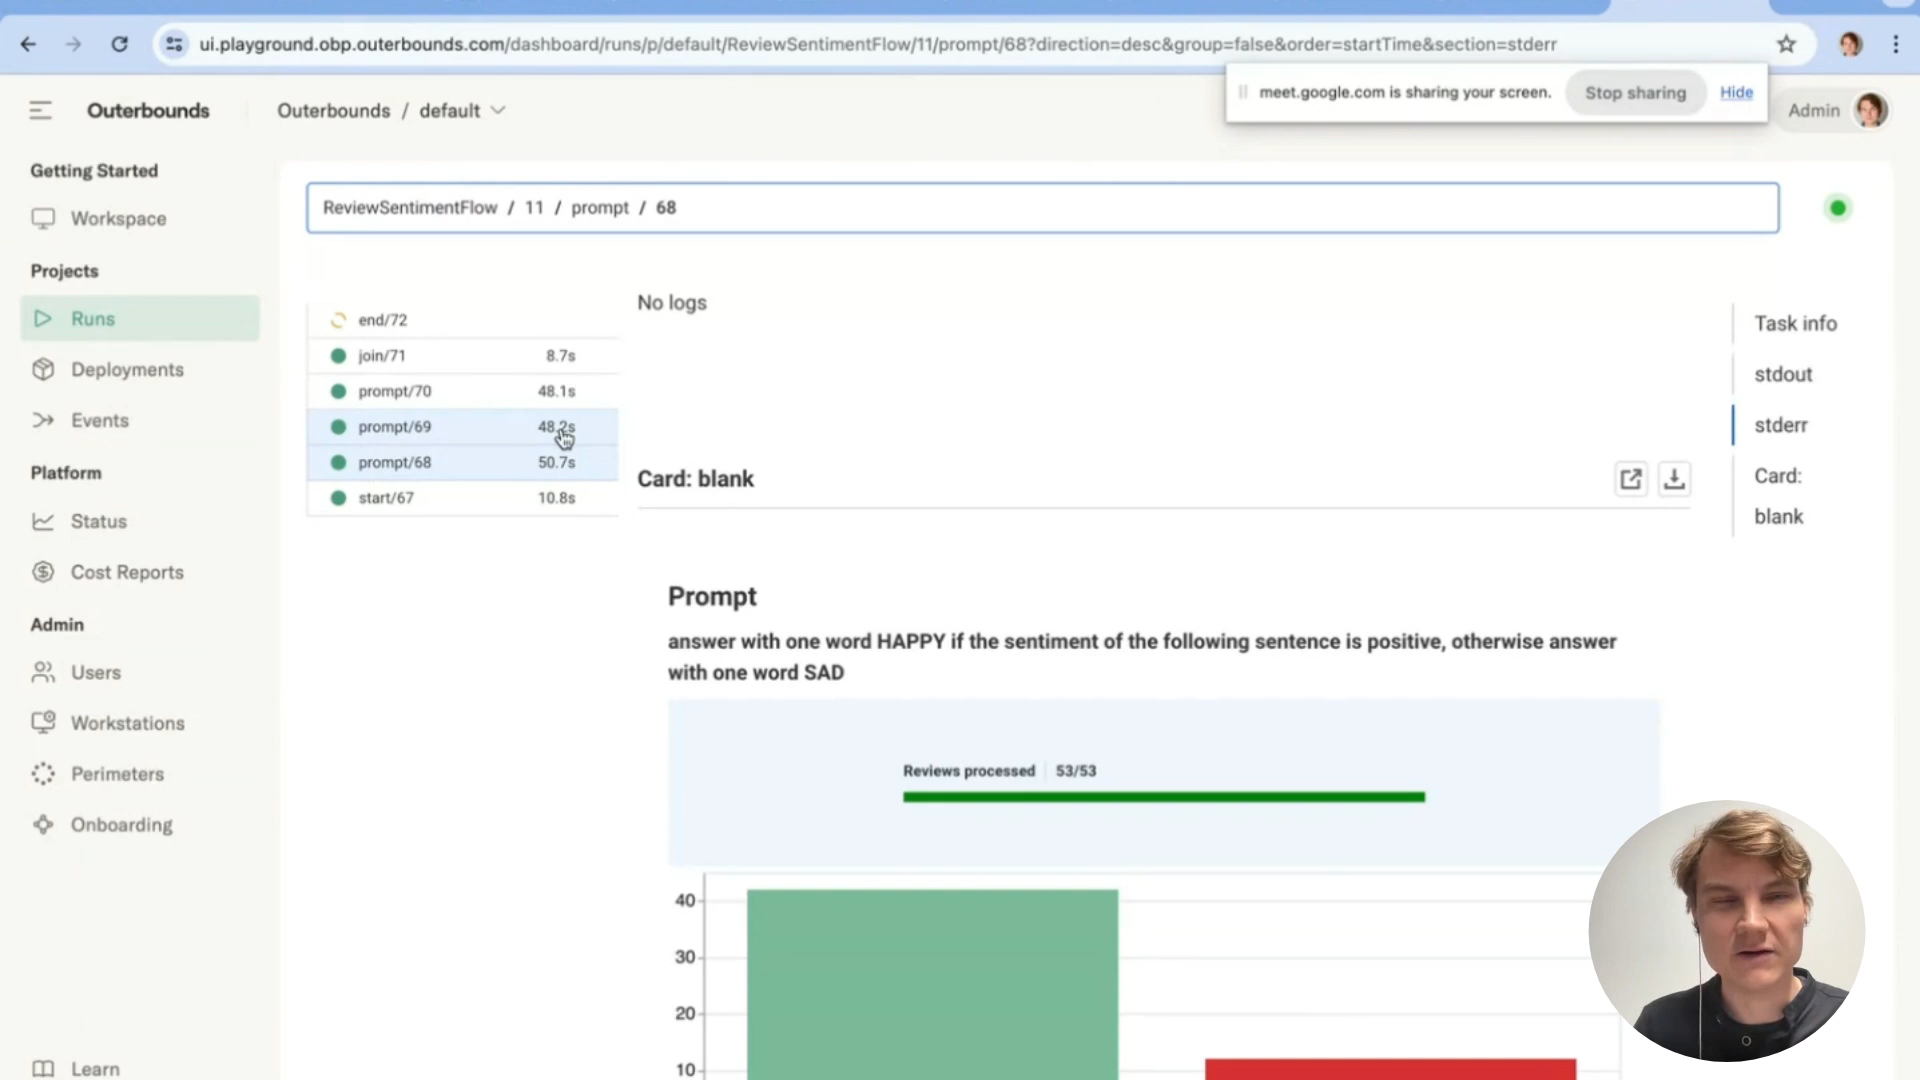 ui.playground.obp.outerbounds.com/dashboard/runs/p/default/ReviewSentimentFlow/11/prompt/68?direction=desc&group=false&order=startTime&section=stderr
meet.google.com is sharing your screen. Stop sharing Hide
Outerbounds
Outerbounds / default
Admin
Getting Started
Workspace
Projects
Runs
Deployments
Events
Platform
Status
Cost Reports
Admin
Users
Workstations
Perimeters
Onboarding
Learn
ReviewSentimentFlow / 11 / prompt / 68
end/72
join/71 8.7s
prompt/70 48.1s
prompt/69 48.2s
prompt/68 50.7s
start/67 10.8s
No logs
Card: blank
Prompt
answer with one word HAPPY if the sentiment of the following sentence is positive, otherwise answer
with one word SAD
Reviews processed 53/53
40
30
20
10
Task info
stdout
stderr
Card:
blank